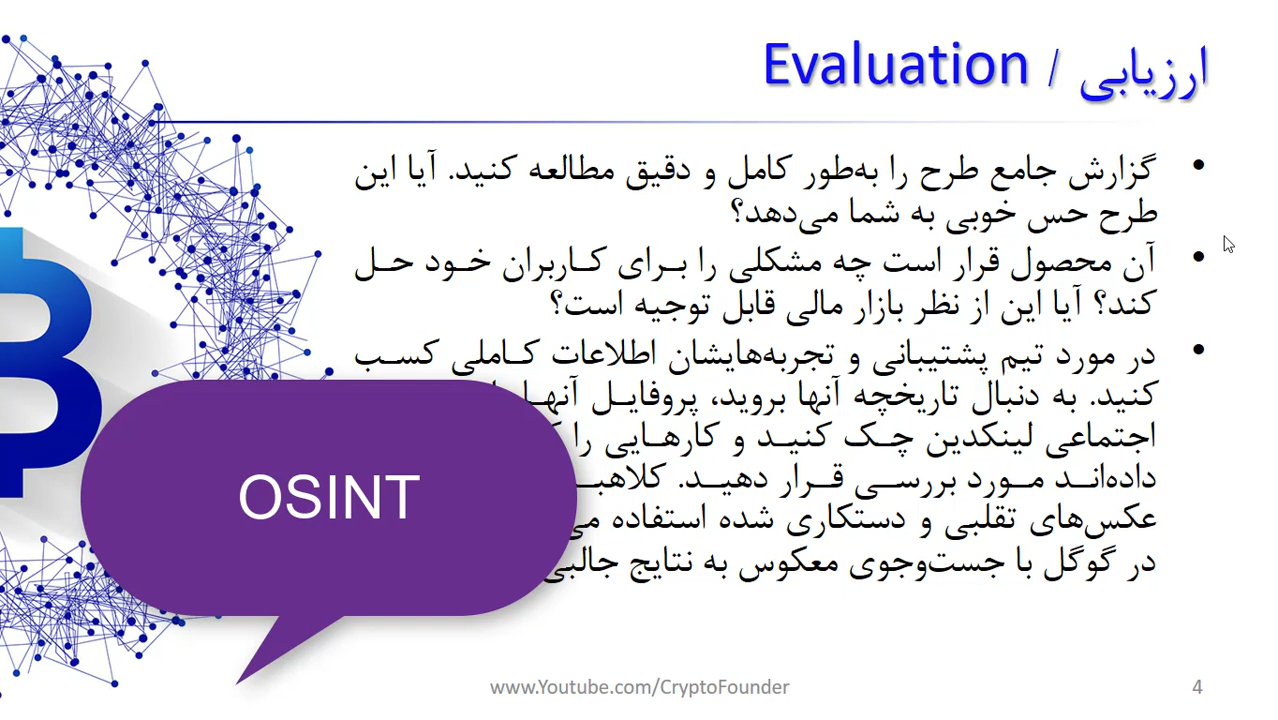 ارزیابی / Evaluation
گزارش جامع طرح را به‌طور کامل و دقیق مطالعه کنید. آیا این
طرح حس خوبی به شما می‌دهد؟
آن محصول قرار است چه مشکلی را برای کاربران خود حل
کند؟ آیا این از نظر بازار مالی قابل توجیه است؟
در مورد تیم پشتیبانی و تجربه‌هایشان اطلاعات کاملی کسب
کنید. به دنبال تاریخچه آنها بروید، پروفایل آنها
اجتماعی لینکدین چک کنید و کارهایی را
داده‌اند مورد بررسی قرار دهید.
عکس‌های تقلبی و دستکاری شده استفاده
در گوگل با جست‌وجوی معکوس به نتایج جالبی
OSINT
www.Youtube.com/CryptoFounder
4